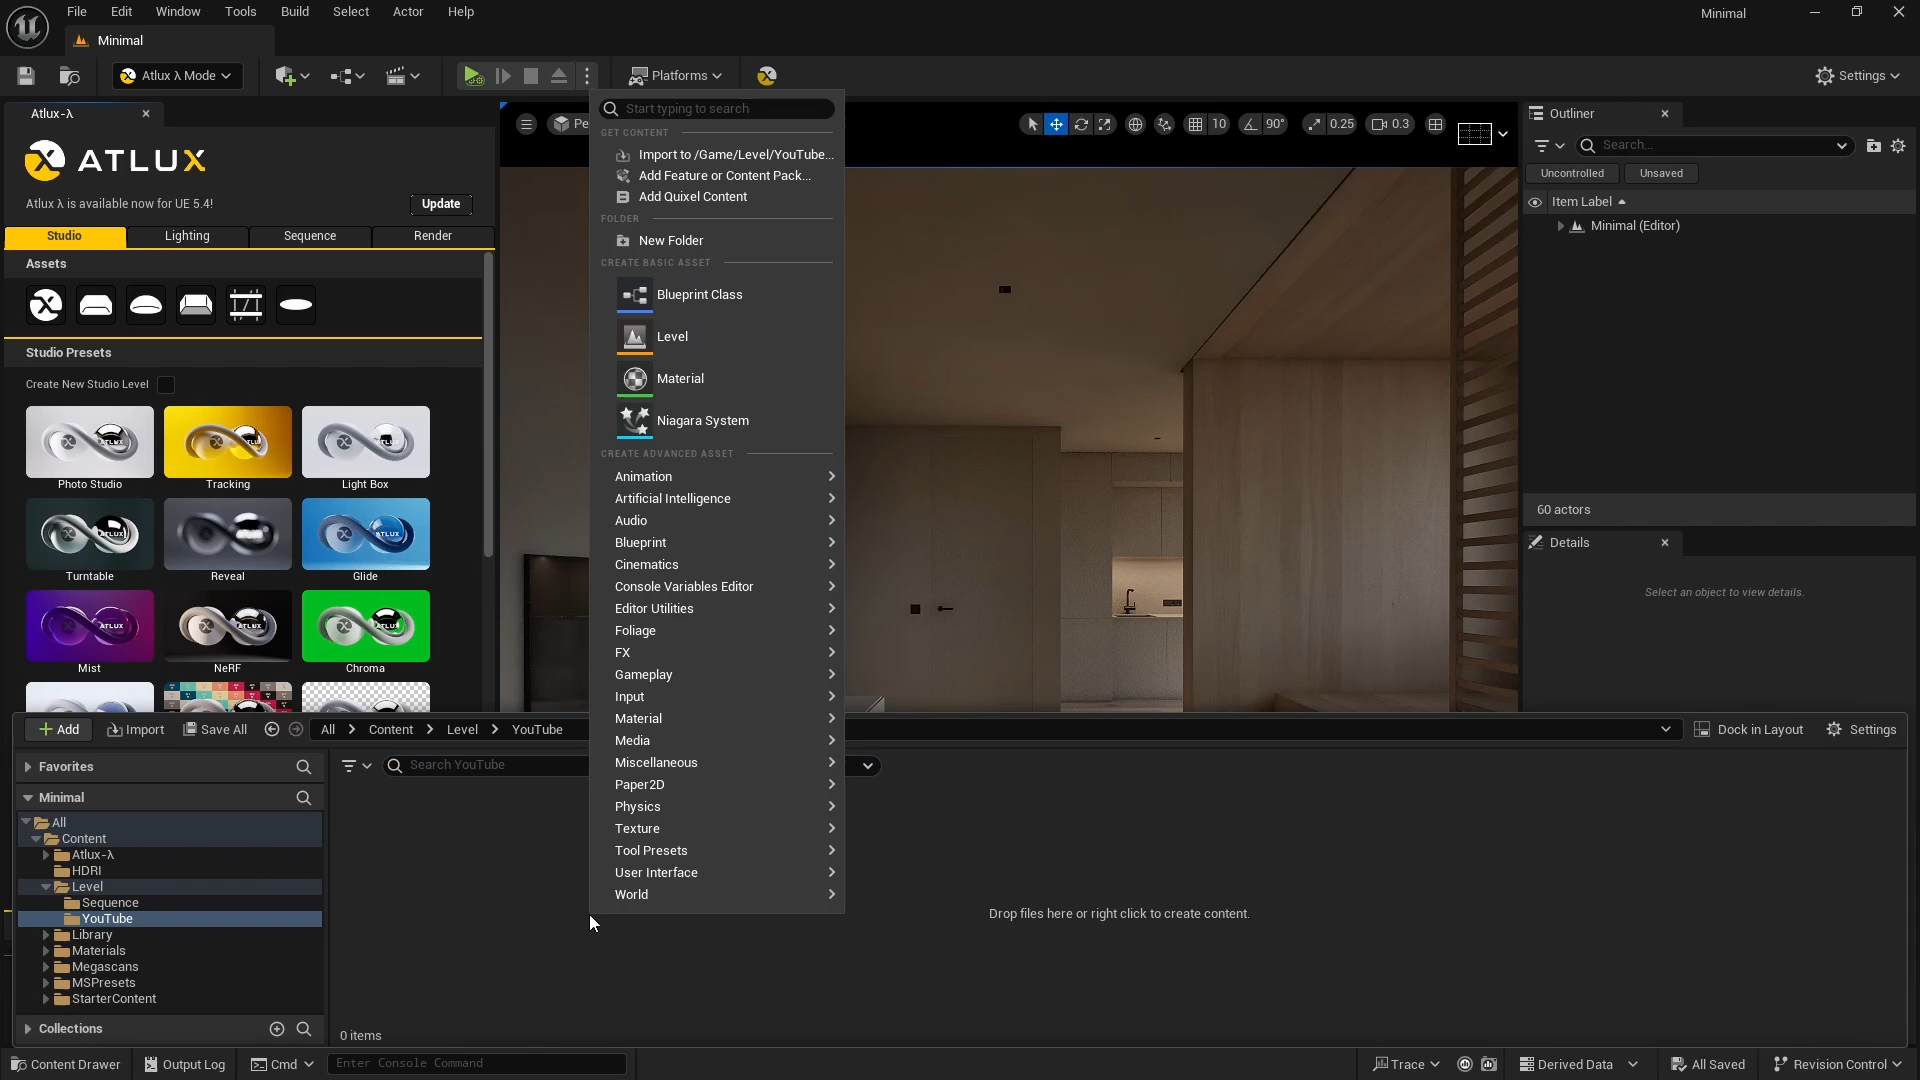 File Edit Window Tools Build Select Actor Help
Minimal
Minimal
Atlux λ Mode
Platforms
Settings
Atlux-λ
ATLUX
Atlux λ is available now for UE 5.4!
Update
Studio Lighting Sequence Render
Assets
Studio Presets
Create New Studio Level
Photo Studio Tracking Light Box
Turntable Reveal Glide
Mist NeRF Chroma
Start typing to search
GET CONTENT
Import to /Game/Level/YouTube...
Add Feature or Content Pack...
Add Quixel Content
FOLDER
New Folder
CREATE BASIC ASSET
Blueprint Class
Level
Material
Niagara System
CREATE ADVANCED ASSET
Animation
Artificial Intelligence
Audio
Blueprint
Cinematics
Console Variables Editor
Editor Utilities
Foliage
FX
Gameplay
Input
Material
Media
Miscellaneous
Paper2D
Physics
Texture
Tool Presets
User Interface
World
Pe
10 90° 0.25 0.3
Outliner
Search...
Uncontrolled Unsaved
Item Label
Minimal (Editor)
60 actors
Details
Select an object to view details.
Add Import Save All All Content Level YouTube
Dock in Layout Settings
Favorites
Search YouTube
Minimal
All
Content
Atlux-λ
HDRI
Level
Sequence
YouTube
Library
Materials
Megascans
MSPresets
StarterContent
Collections
Drop files here or right click to create content.
0 items
Content Drawer Output Log Cmd Enter Console Command
Trace Derived Data All Saved Revision Control